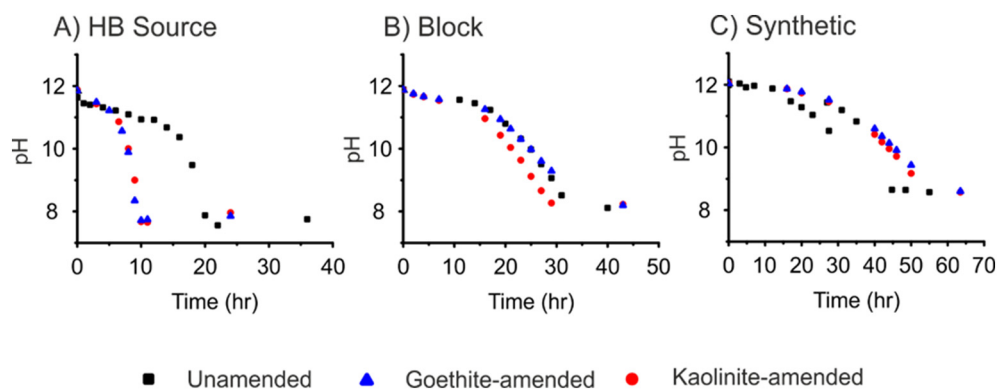 A) HB Source
B) Block
C) Synthetic
pH
12
10
8
0
10
20
30
40
Time (hr)
pH
12
10
8
0
10
20
30
40
50
Time (hr)
pH
12
10
8
0
10
20
30
40
50
60
70
Time (hr)
Unamended
Goethite-amended
Kaolinite-amended